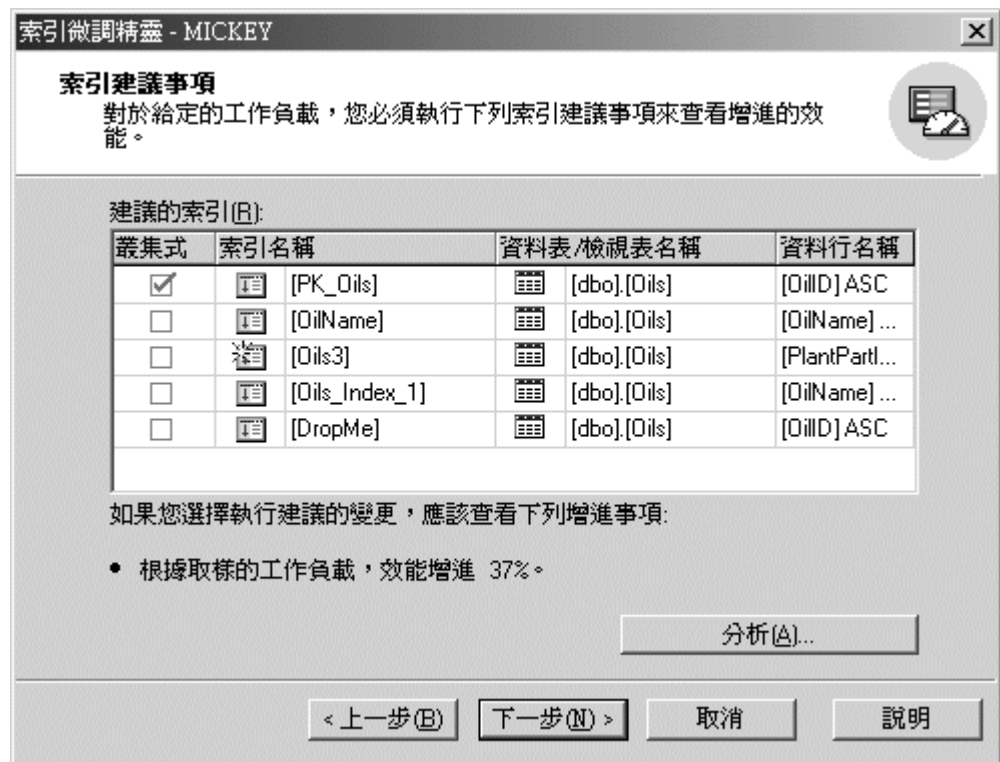 索引微調精靈 - MICKEY
索引建議事項
對於給定的工作負載，您必須執行下列索引建議事項來查看增進的效
能。
建議的索引(R):
叢集式 索引名稱 資料表/檢視表名稱 資料行名稱
[PK_Oils] [dbo].[Oils] [OilID] ASC
[OilName] [dbo].[Oils] [OilName] ...
[Oils3] [dbo].[Oils] [PlantPartI...
[Oils_Index_1] [dbo].[Oils] [OilName] ...
[DropMe] [dbo].[Oils] [OilID] ASC
如果您選擇執行建議的變更，應該查看下列增進事項:
• 根據取樣的工作負載，效能增進 37%。
分析(A)...
<上一步(B) 下一步(N) > 取消 說明